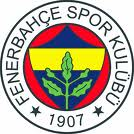 FENERBAHÇE SPOR KULÜBÜ
1907